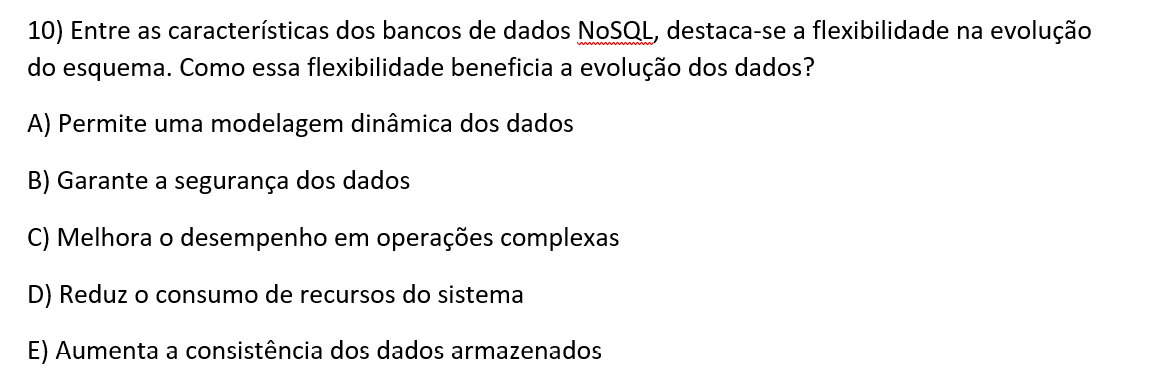 10) Entre as características dos bancos de dados NoSQL, destaca-se a flexibilidade na evolução
do esquema. Como essa flexibilidade beneficia a evolução dos dados?
A) Permite uma modelagem dinâmica dos dados
B) Garante a segurança dos dados
C) Melhora o desempenho em operações complexas
D) Reduz o consumo de recursos do sistema
E) Aumenta a consistência dos dados armazenados